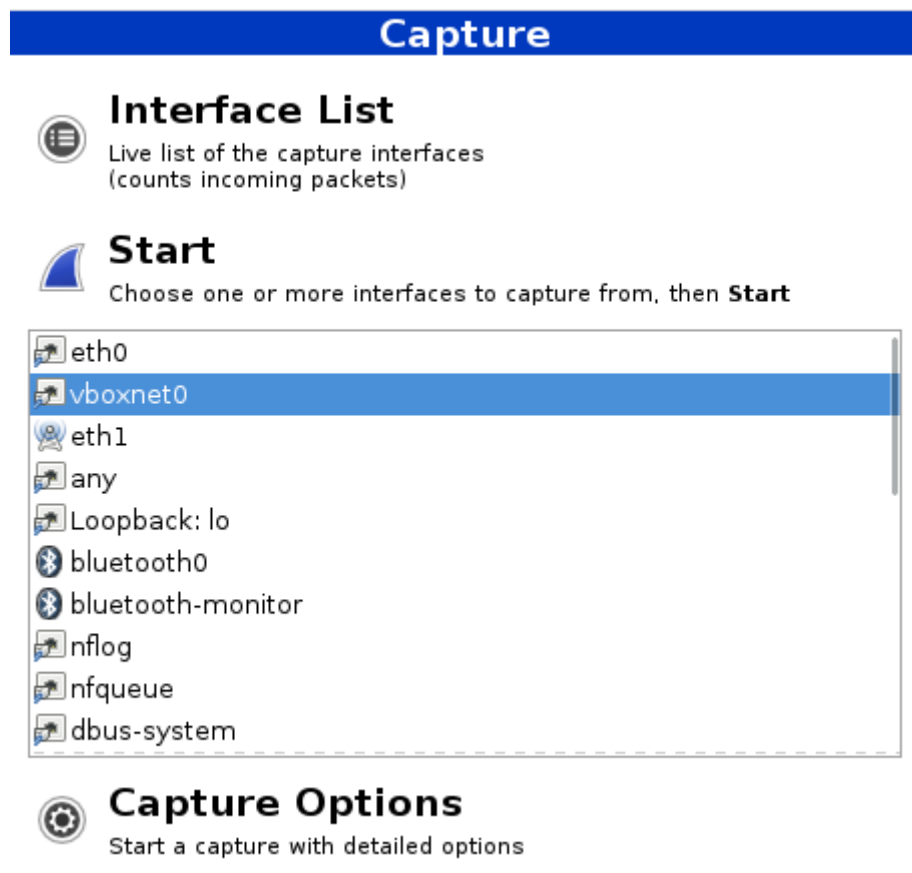 Capture
Interface List
Live list of the capture interfaces
(counts incoming packets)
Start
Choose one or more interfaces to capture from, then Start
eth0
vboxnet0
eth1
any
Loopback: lo
bluetooth0
bluetooth-monitor
nflog
nfqueue
dbus-system
Capture Options
Start a capture with detailed options